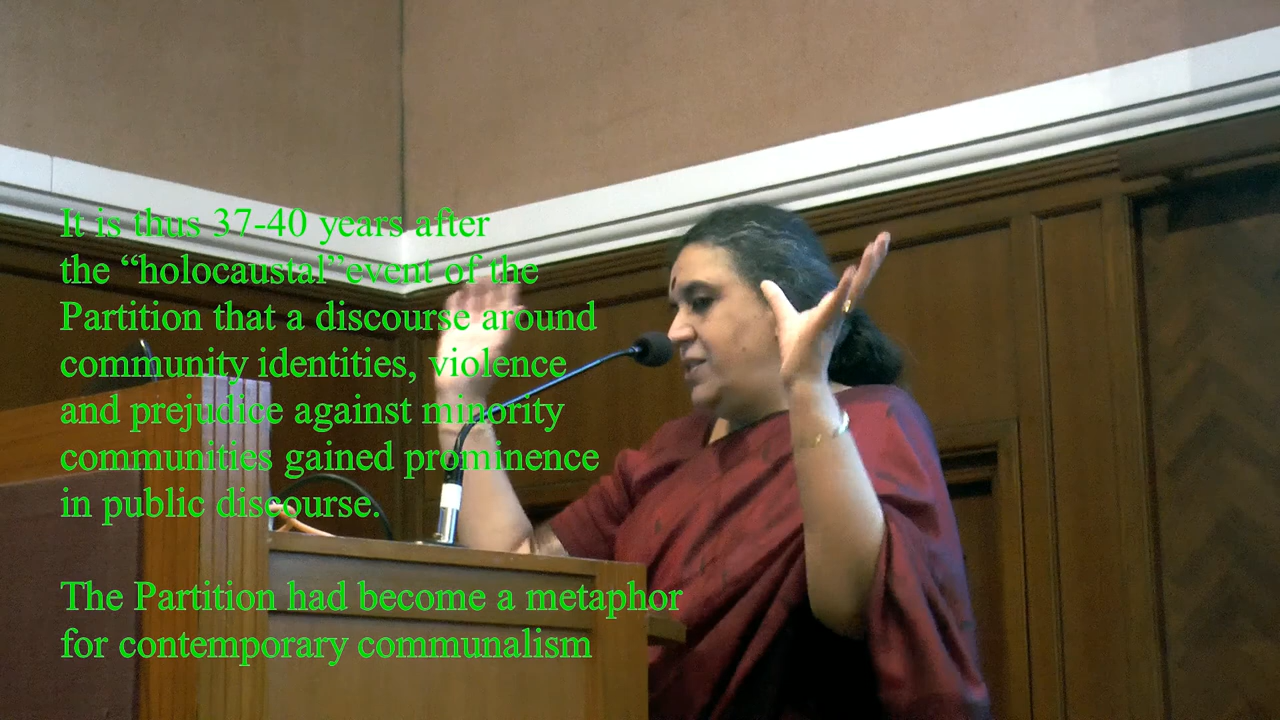 It is thus 37-40 years after
the “holocaustal”event of the
Partition that a discourse around
community identities, violence
and prejudice against minority
communities gained prominence
in public discourse.
The Partition had become a metaphor
for contemporary communalism